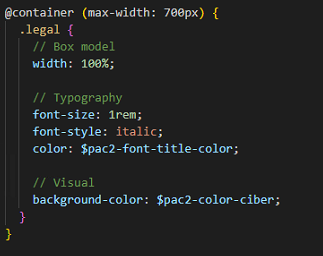 @container (max-width: 700px) {
.legal {
// Box model
width: 100%;
// Typography
font-size: 1rem;
font-style: italic;
color: $pac2-font-title-color;
// Visual
background-color: $pac2-color-ciber;
}
}